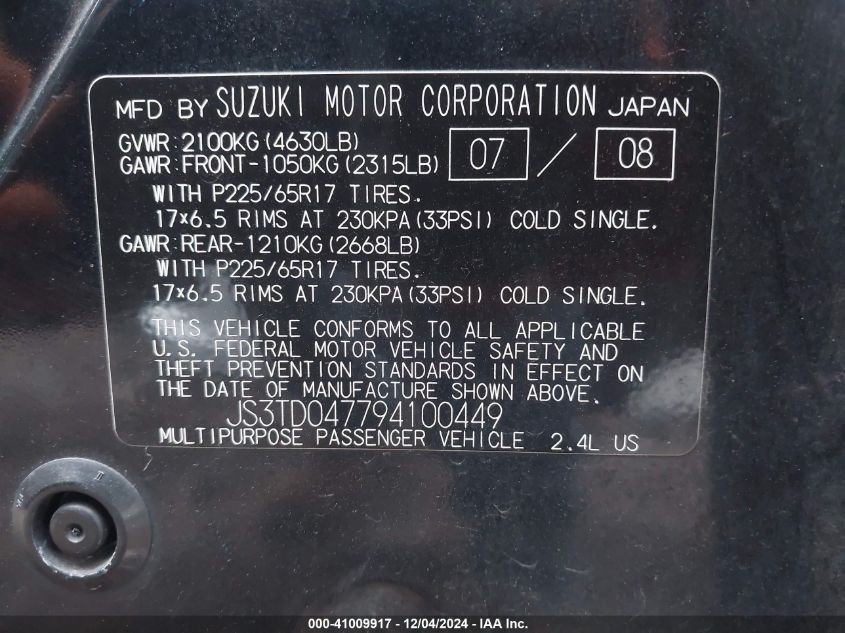 MFD BY SUZUKI MOTOR CORPORATION JAPAN
GVWR:2100KG(4630LB)
GAWR:FRONT-1050KG(2315LB) 07 / 08
WITH P225/65R17 TIRES.
17×6.5 RIMS AT 230KPA(33PSI) COLD SINGLE.
GAWR:REAR-1210KG(2668LB)
WITH P225/65R17 TIRES.
17×6.5 RIMS AT 230KPA(33PSI) COLD SINGLE.
THIS VEHICLE CONFORMS TO ALL APPLICABLE
U.S. FEDERAL MOTOR VEHICLE SAFETY AND
THEFT PREVENTION STANDARDS IN EFFECT ON
THE DATE OF MANUFACTURE SHOWN ABOVE.
JS3TD047794100449
MULTIPURPOSE PASSENGER VEHICLE 2.4L US
000-41009917 - 12/04/2024 - IAA Inc.